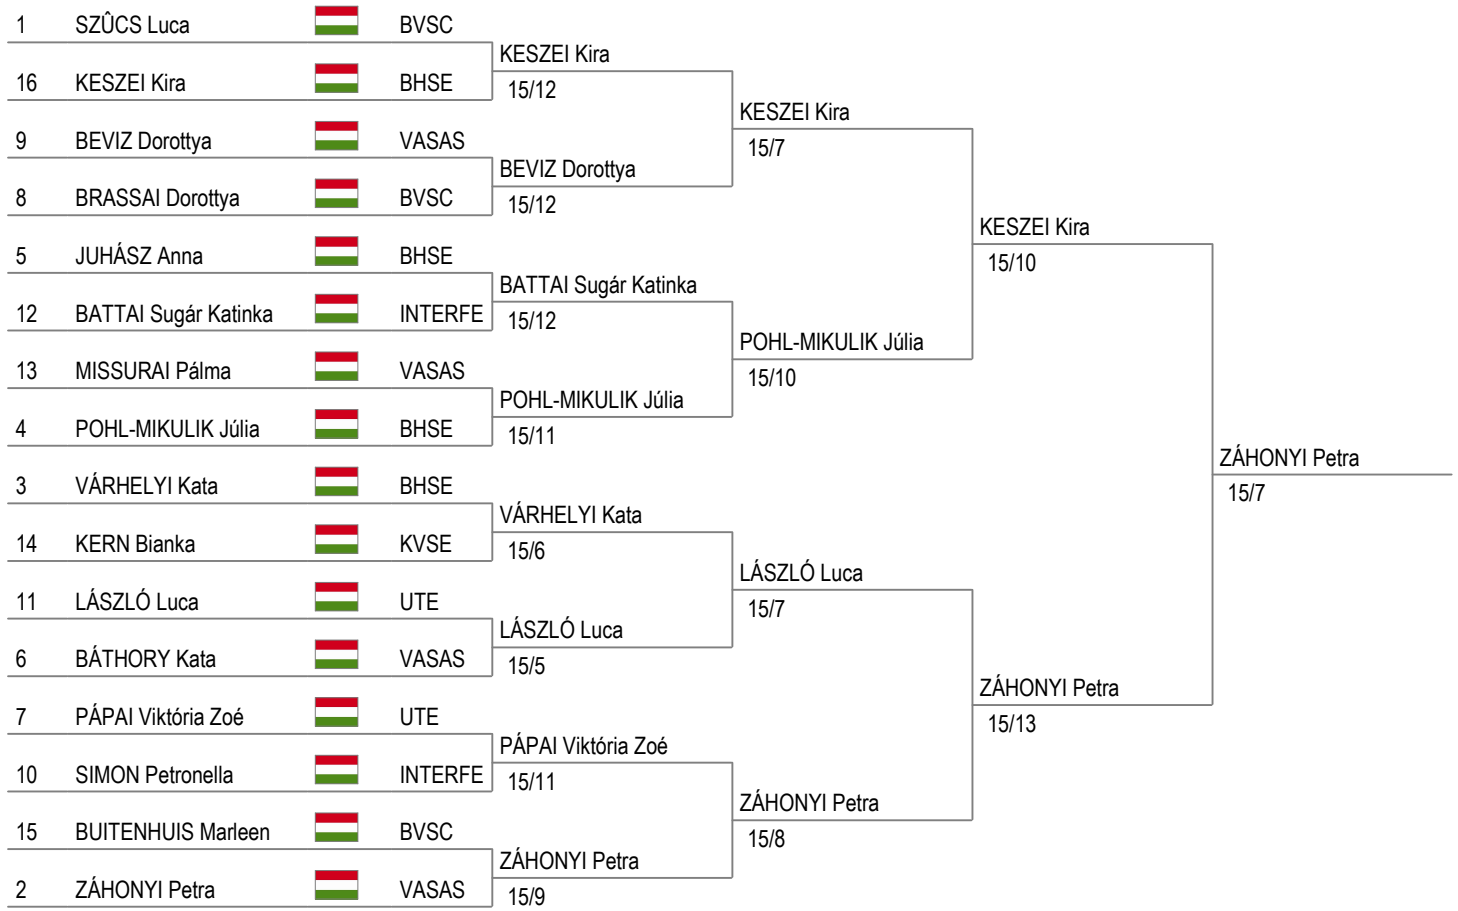 1 SZÛCS Luca BVSC
KESZEI Kira
16 KESZEI Kira BHSE
15/12
KESZEI Kira
9 BEVIZ Dorottya VASAS
15/7
BEVIZ Dorottya
8 BRASSAI Dorottya BVSC
15/12
KESZEI Kira
5 JUHÁSZ Anna BHSE
15/10
BATTAI Sugár Katinka
12 BATTAI Sugár Katinka INTERFE
15/12
POHL-MIKULIK Júlia
13 MISSURAI Pálma VASAS
15/10
POHL-MIKULIK Júlia
4 POHL-MIKULIK Júlia BHSE
15/11
ZÁHONYI Petra
3 VÁRHELYI Kata BHSE
15/7
VÁRHELYI Kata
14 KERN Bianka KVSE
15/6
LÁSZLÓ Luca
11 LÁSZLÓ Luca UTE
15/7
LÁSZLÓ Luca
6 BÁTHORY Kata VASAS
15/5
ZÁHONYI Petra
7 PÁPAI Viktória Zoé UTE
15/13
PÁPAI Viktória Zoé
10 SIMON Petronella INTERFE
15/11
ZÁHONYI Petra
15 BUITENHUIS Marleen BVSC
15/8
ZÁHONYI Petra
2 ZÁHONYI Petra VASAS
15/9